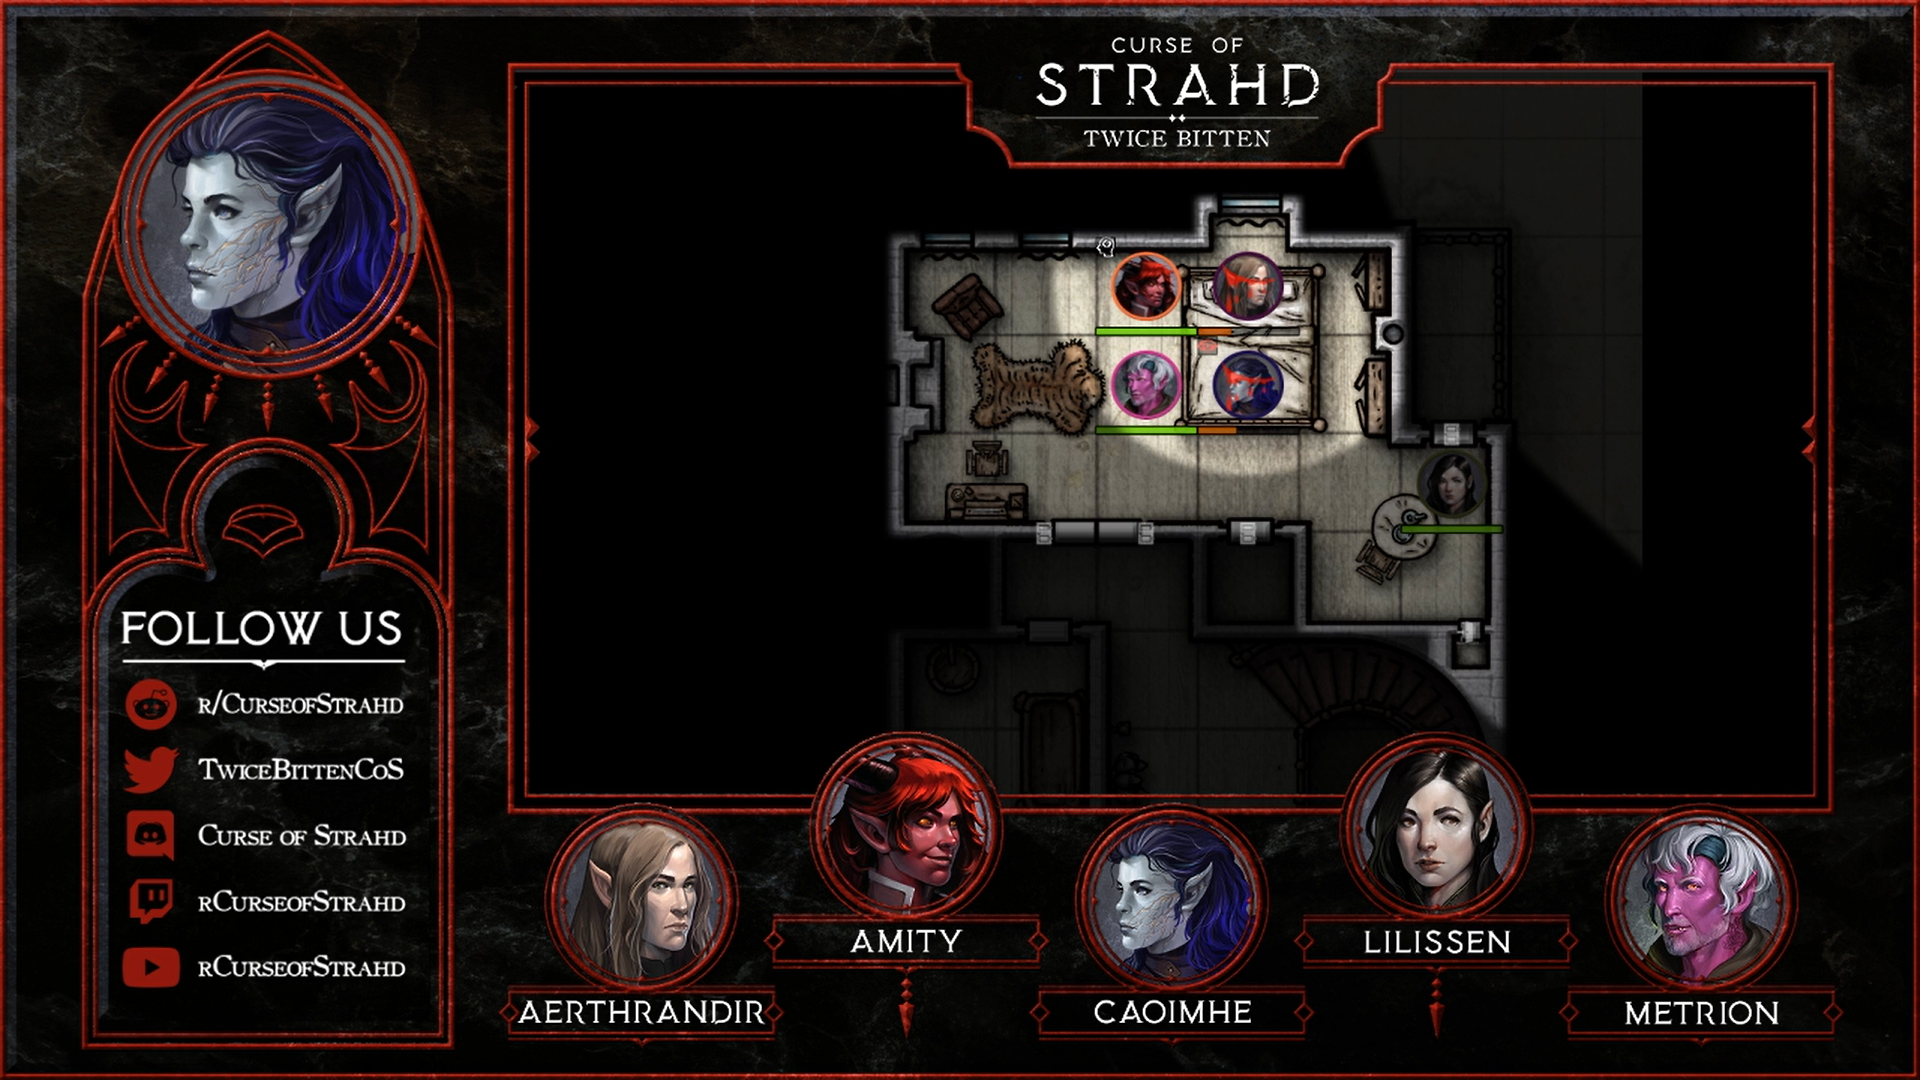 CURSE OF
STRAHD
TWICE BITTEN
FOLLOW US
r/CurseofStrahd
TwiceBittenCoS
Curse of Strahd
rCurseofStrahd
rCurseofStrahd
AERTHRANDIR
AMITY
CAOIMHE
LILISSEN
METRION